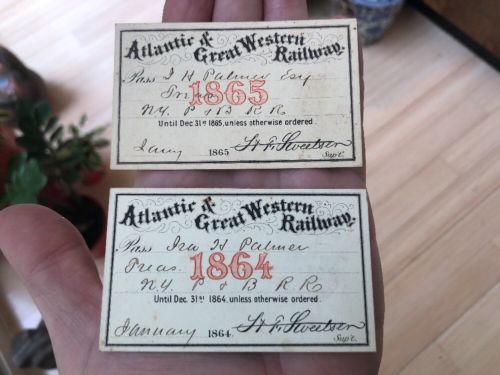 Atlantic &
Great Western
Railway.
Pass I H Palmer Esq
Treas
1865
N.Y. P & B R R
Until Dec 31st 1865, unless otherwise ordered.
Jany 1865 H F Sweetser
Supt.
Atlantic &
Great Western
Railway.
Pass Ira H Palmer
Treas.
1864
N.Y. P & B R R
Until Dec. 31st 1864, unless otherwise ordered.
January 1864. H F Sweetser
Supt.